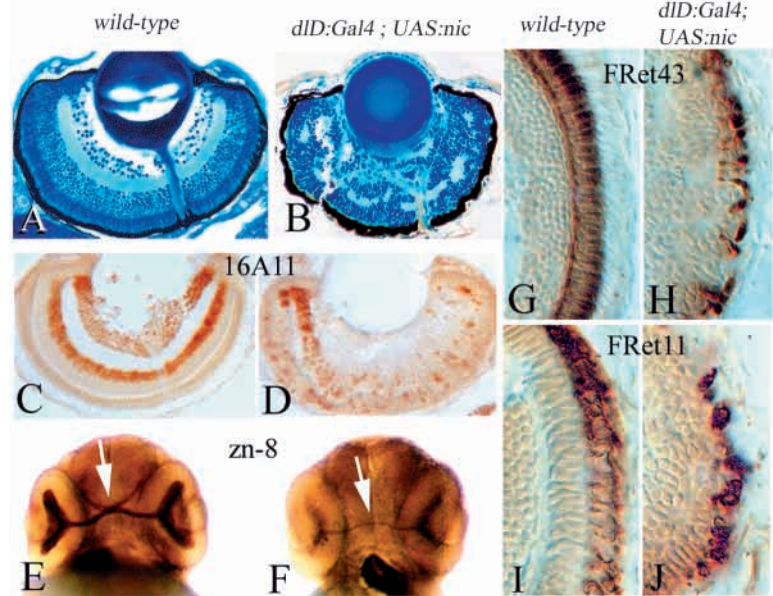 wild-type
dlD:Gal4 ; UAS:nic
wild-type
dlD:Gal4;
UAS:nic
A
B
16A11
C
D
zn-8
E
F
FRet43
G
H
FRet11
I
J